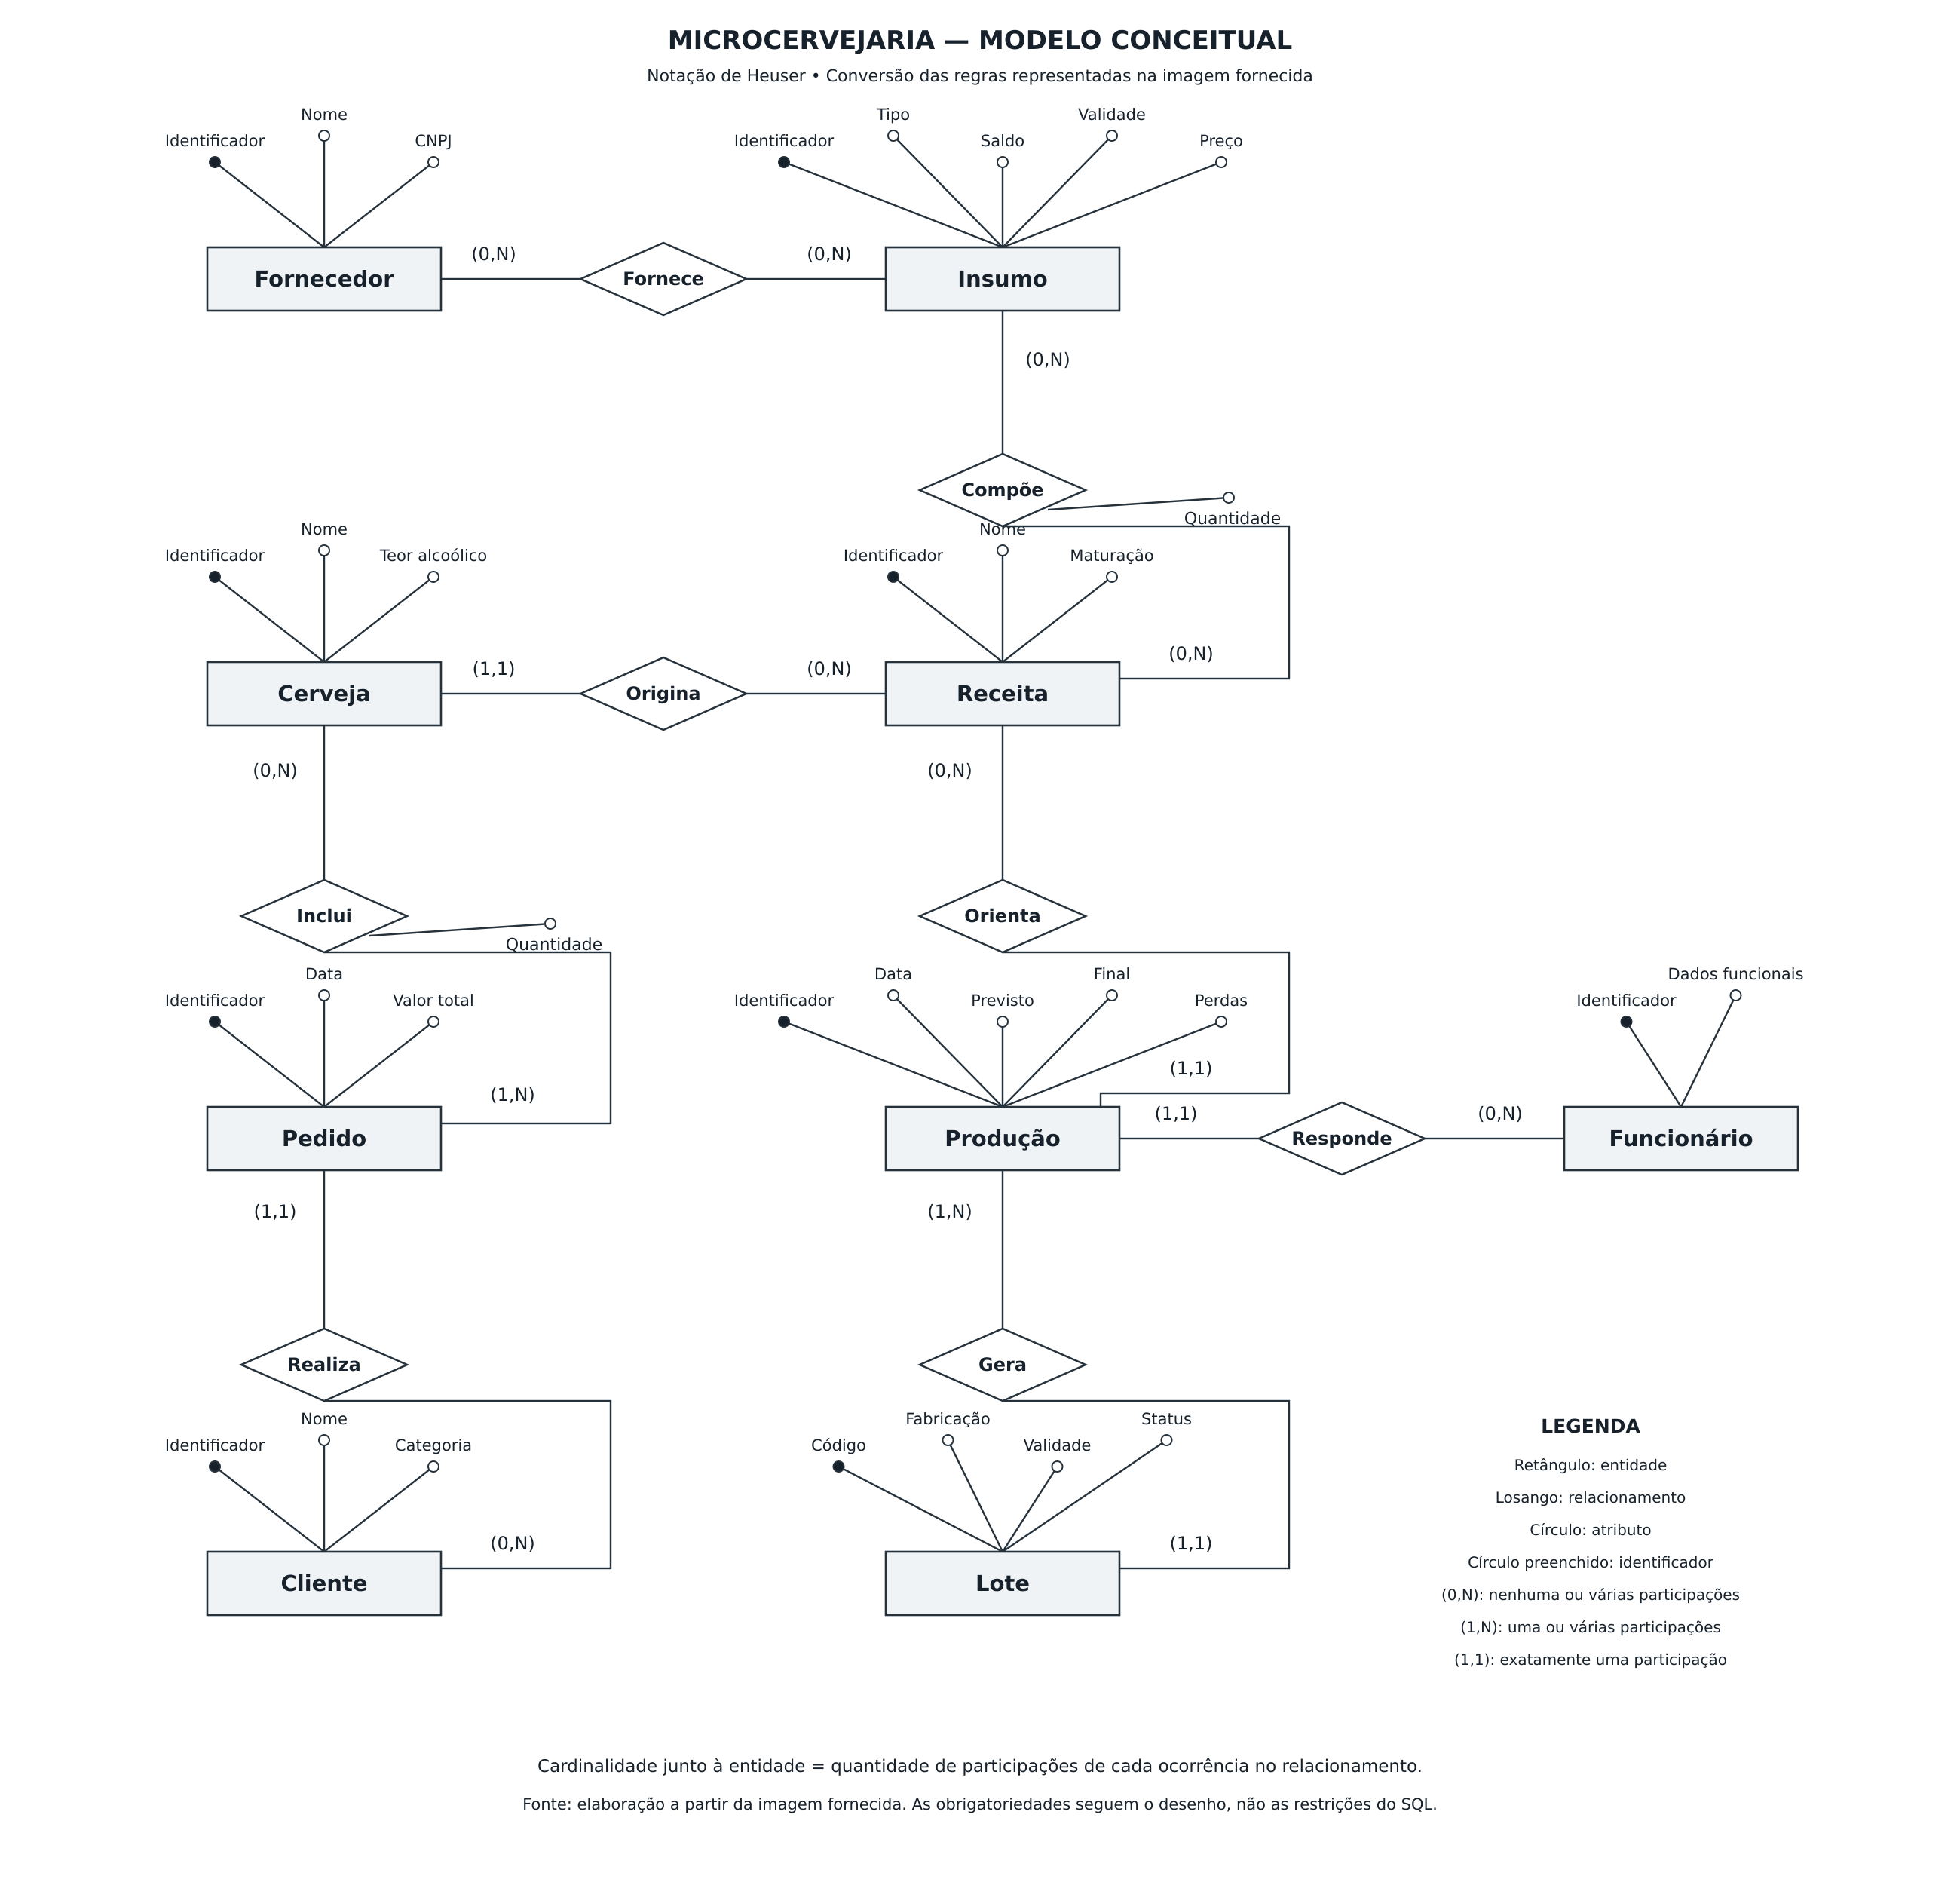 MICROCERVEJARIA — MODELO CONCEITUAL
Notação de Heuser • Conversão das regras representadas na imagem fornecida
Nome
Identificador
CNPJ
Tipo
Validade
Identificador
Saldo
Preço
Fornecedor
(0,N)
Fornece
(0,N)
Insumo
(0,N)
Compõe
Quantidade
Nome
Identificador
Teor alcoólico
Nome
Identificador
Maturação
(0,N)
Cerveja
(1,1)
Origina
(0,N)
Receita
(0,N)
(0,N)
Inclui
Quantidade
Orienta
Data
Identificador
Valor total
Data
Final
Identificador
Previsto
Perdas
Dados funcionais
Identificador
(1,N)
(1,1)
Pedido
Produção
(1,1)
Responde
(0,N)
Funcionário
(1,1)
(1,N)
Realiza
Gera
Nome
Identificador
Categoria
Fabricação
Status
Código
Validade
(0,N)
(1,1)
Cliente
Lote
LEGENDA
Retângulo: entidade
Losango: relacionamento
Círculo: atributo
Círculo preenchido: identificador
(0,N): nenhuma ou várias participações
(1,N): uma ou várias participações
(1,1): exatamente uma participação
Cardinalidade junto à entidade = quantidade de participações de cada ocorrência no relacionamento.
Fonte: elaboração a partir da imagem fornecida. As obrigatoriedades seguem o desenho, não as restrições do SQL.